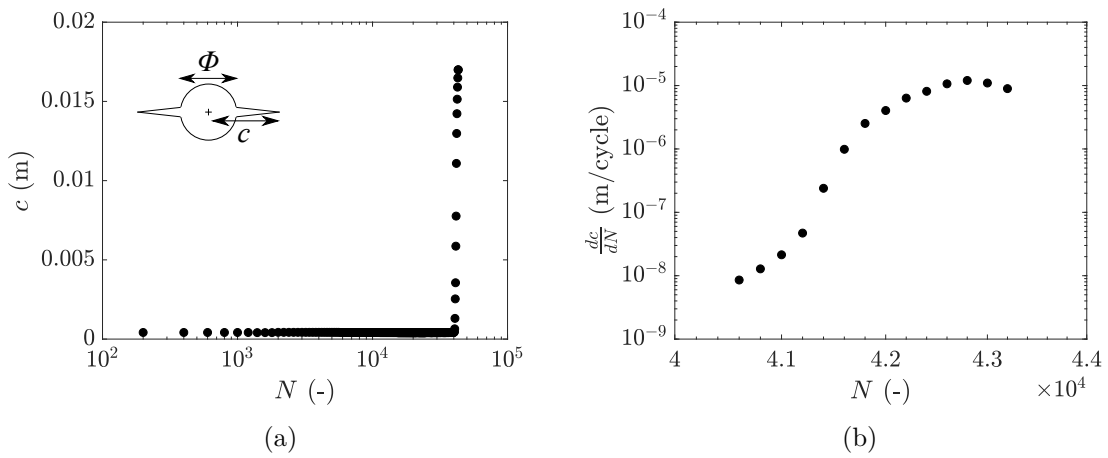 0.02
0.015
0.01
0.005
0
c (m)
Φ
c
10^2
10^3
10^4
10^5
N (-)
(a)
10^-4
10^-5
10^-6
10^-7
10^-8
10^-9
dc/dN (m/cycle)
4
4.1
4.2
4.3
4.4
×10^4
N (-)
(b)